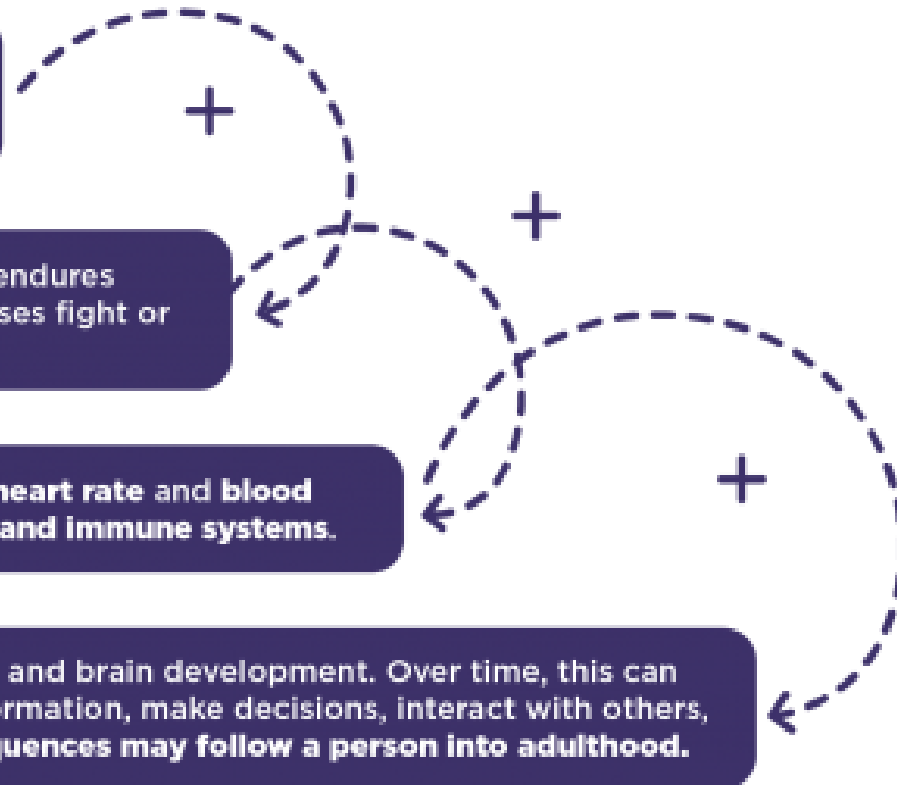 +
+
endures
ses fight or
+
heart rate and blood
and immune systems.
and brain development. Over time, this can
ormation, make decisions, interact with others,
quences may follow a person into adulthood.